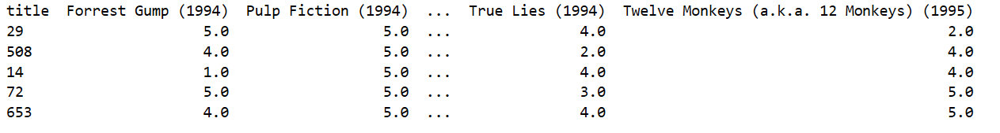 title  Forrest Gump (1994)  Pulp Fiction (1994)  ...  True Lies (1994)  Twelve Monkeys (a.k.a. 12 Monkeys) (1995)
29                     5.0                  5.0  ...               4.0                                        2.0
508                    4.0                  5.0  ...               2.0                                        4.0
14                     1.0                  5.0  ...               4.0                                        4.0
72                     5.0                  5.0  ...               3.0                                        5.0
653                    4.0                  5.0  ...               4.0                                        5.0